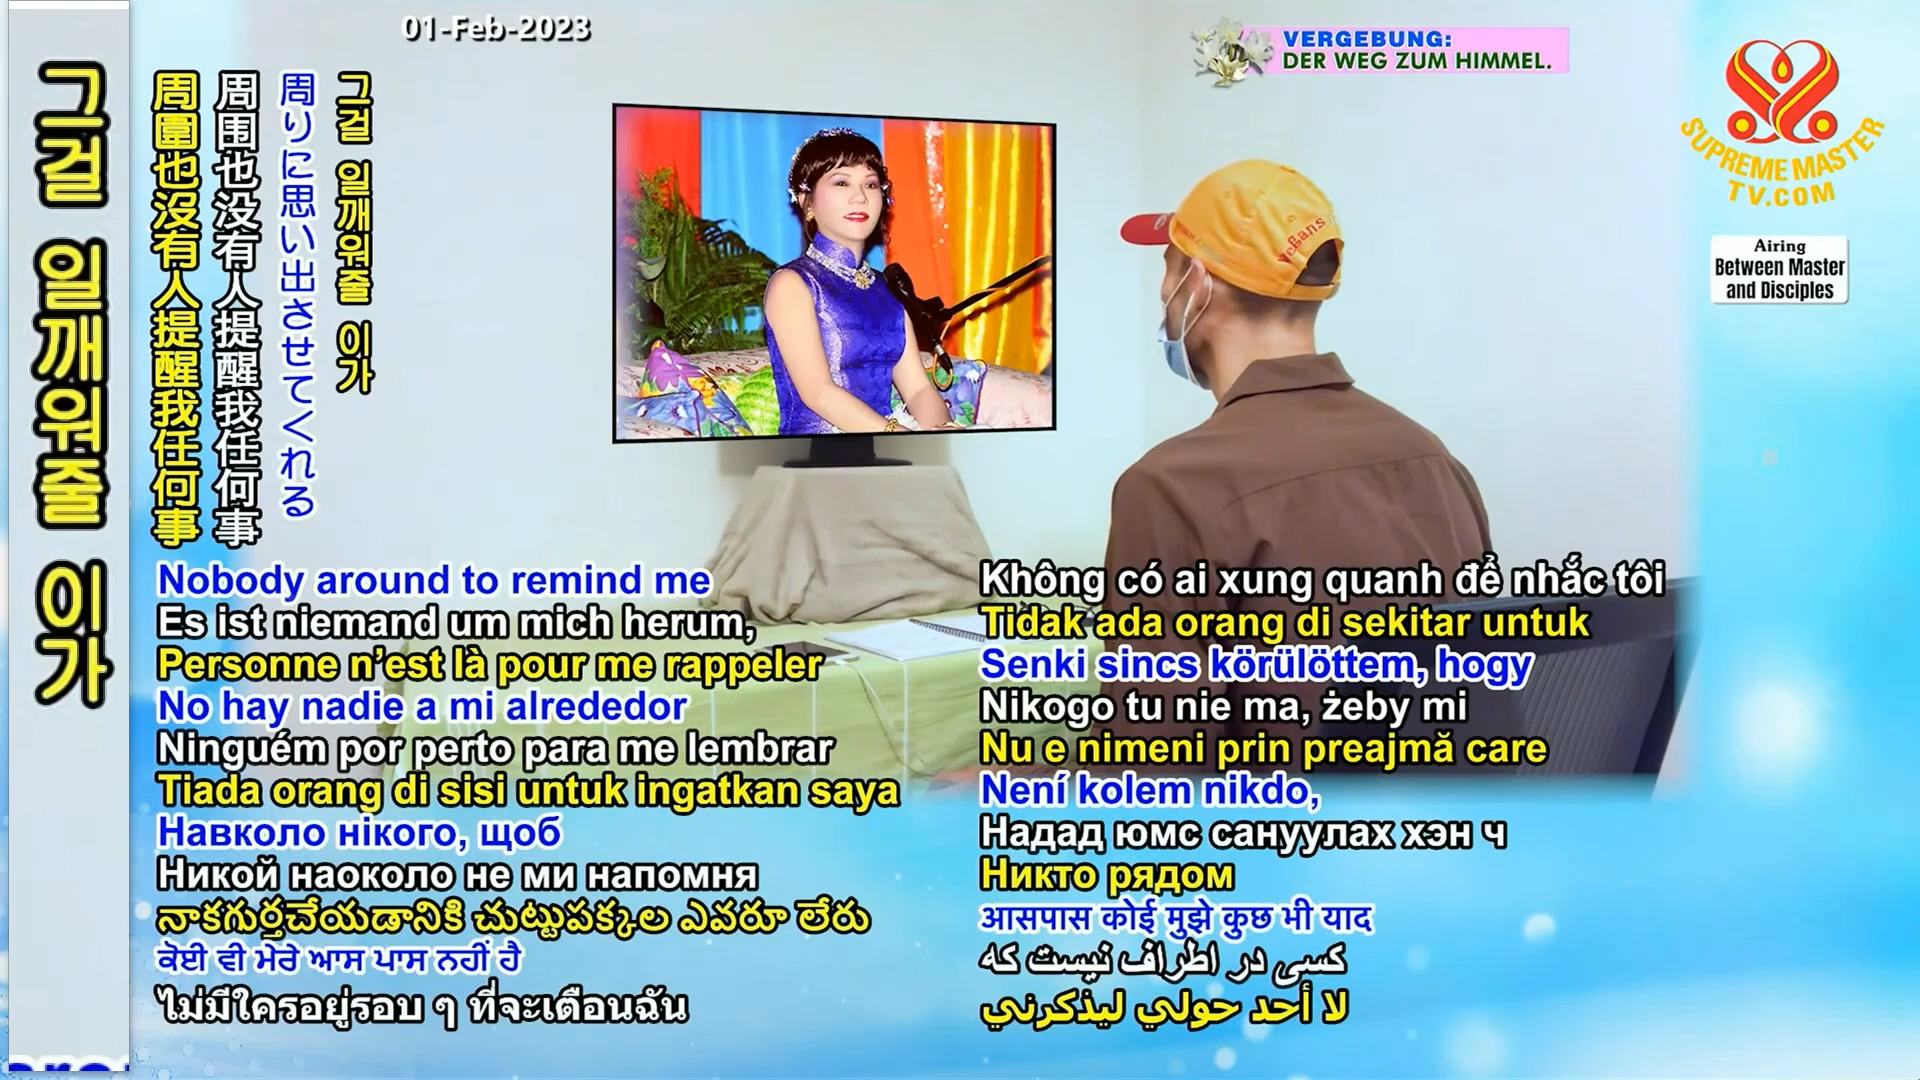 01-Feb-2023
VERGEBUNG:
DER WEG ZUM HIMMEL.
SUPREME MASTER
TV.COM
Airing
Between Master
and Disciples
그걸 일깨워줄 이가
周圍也沒有人提醒我任何事
周围也没有人提醒我任何事
周りに思い出させてくれる
그걸 일깨워줄 이가
Vegans
Nobody around to remind me
Es ist niemand um mich herum,
Personne n’est là pour me rappeler
No hay nadie a mi alrededor
Ninguém por perto para me lembrar
Tiada orang di sisi untuk ingatkan saya
Навколо нікого, щоб
Никой наоколо не ми напомня
నాకగుర్తచేయడానికి చుట్టుపక్కల ఎవరూ లేరు
ਕੋਈ ਵੀ ਮੇਰੇ ਆਸ ਪਾਸ ਨਹੀਂ ਹੈ
ไม่มีใครอยู่รอบ ๆ ที่จะเตือนฉัน
Không có ai xung quanh để nhắc tôi
Tidak ada orang di sekitar untuk
Senki sincs körülöttem, hogy
Nikogo tu nie ma, żeby mi
Nu e nimeni prin preajmă care
Není kolem nikdo,
Надад юмс сануулах хэн ч
Никто рядом
आसपास कोई मुझे कुछ भी याद
کسی در اطراف نیست که
لا أحد حولي ليذكرني